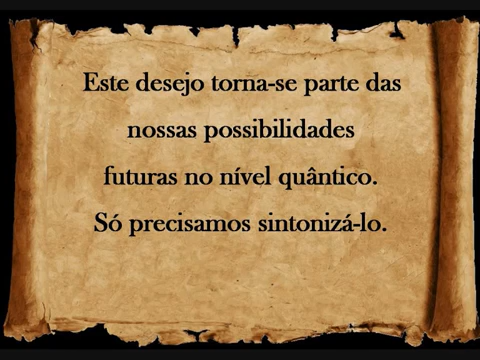 Este desejo torna-se parte das
nossas possibilidades
futuras no nível quântico.
Só precisamos sintonizá-lo.